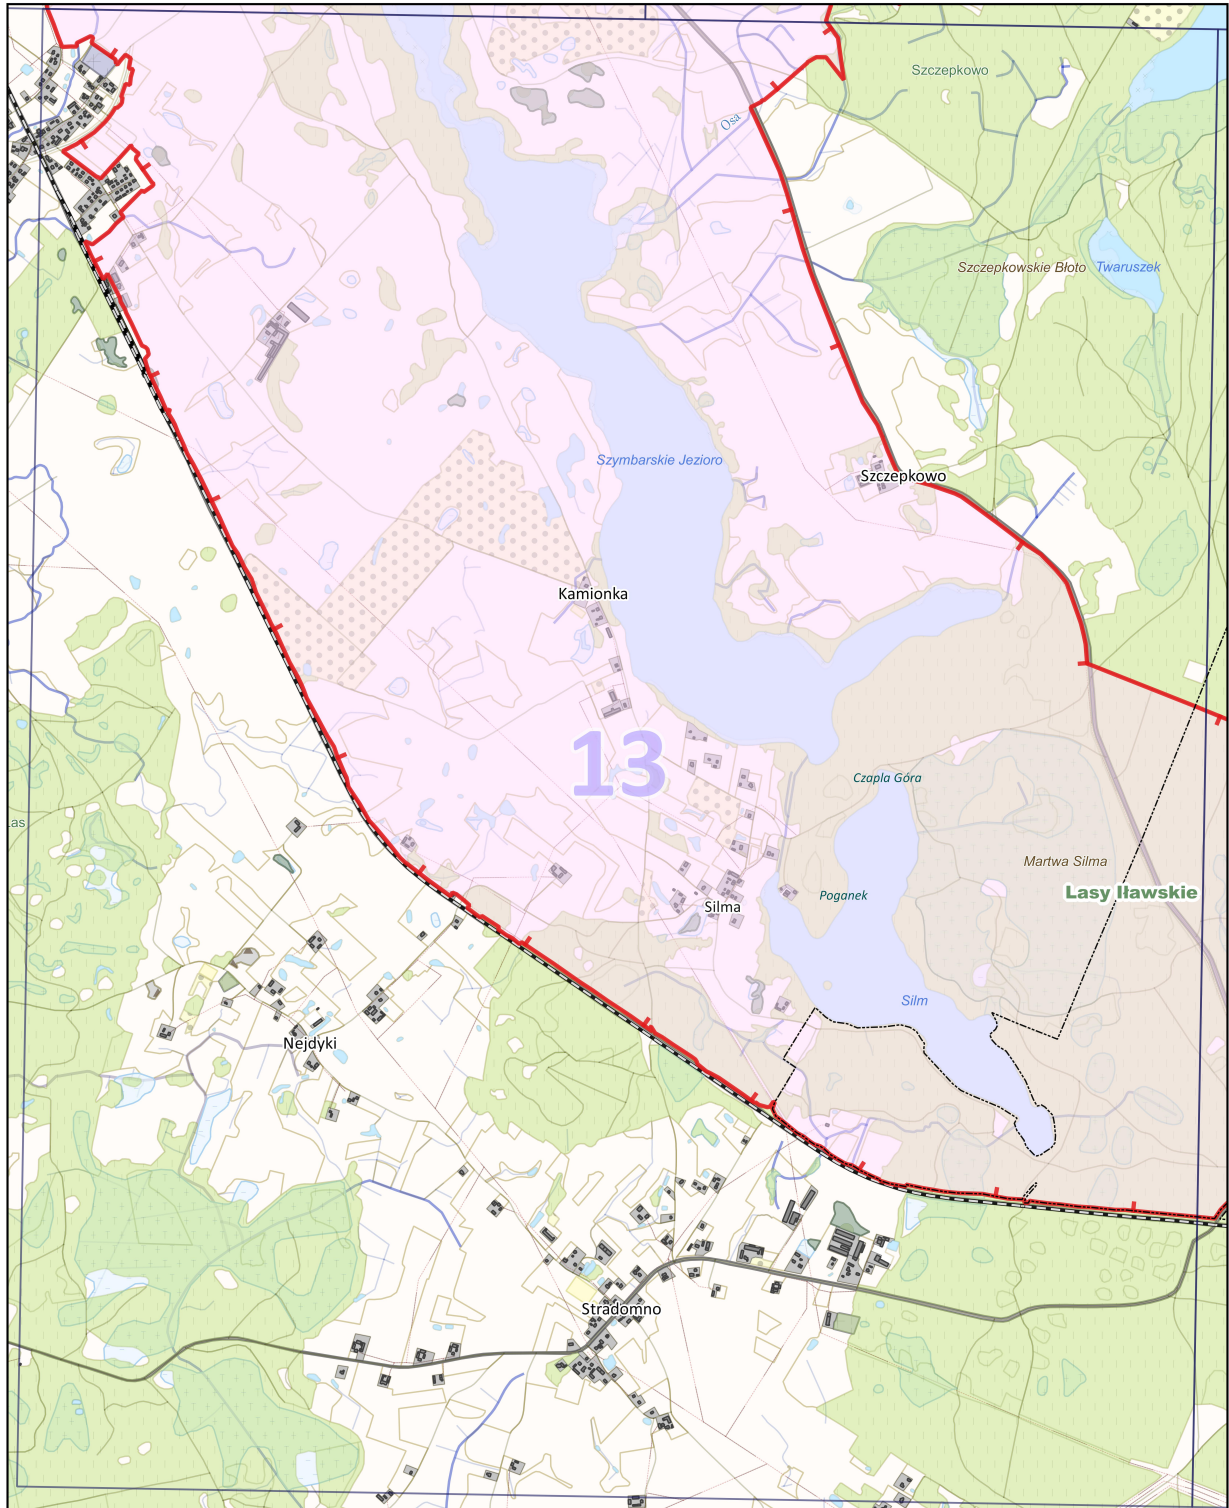 Szczepkowo
Osa
Szczepkowskie Błoto
Twaruszek
Szymbarskie Jezioro
Szczepkowo
Kamionka
13
Czapla Góra
Las
Martwa Silma
Lasy Iławskie
Poganek
Silma
Silm
Nejdyki
Stradomno